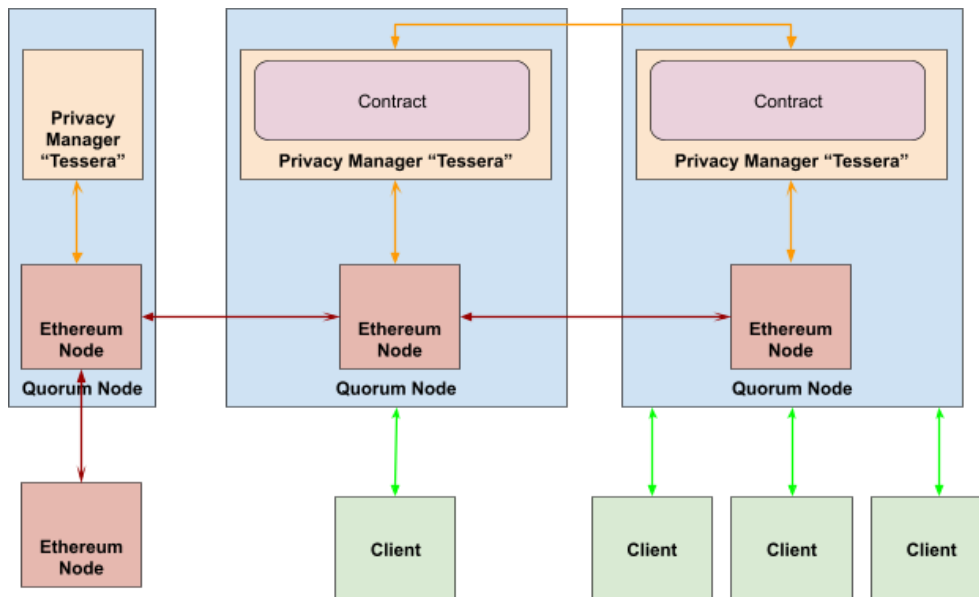 Privacy
Manager
“Tessera”
Contract
Privacy Manager “Tessera”
Contract
Privacy Manager “Tessera”
Ethereum
Node
Quorum Node
Ethereum
Node
Quorum Node
Ethereum
Node
Quorum Node
Ethereum
Node
Client
Client
Client
Client